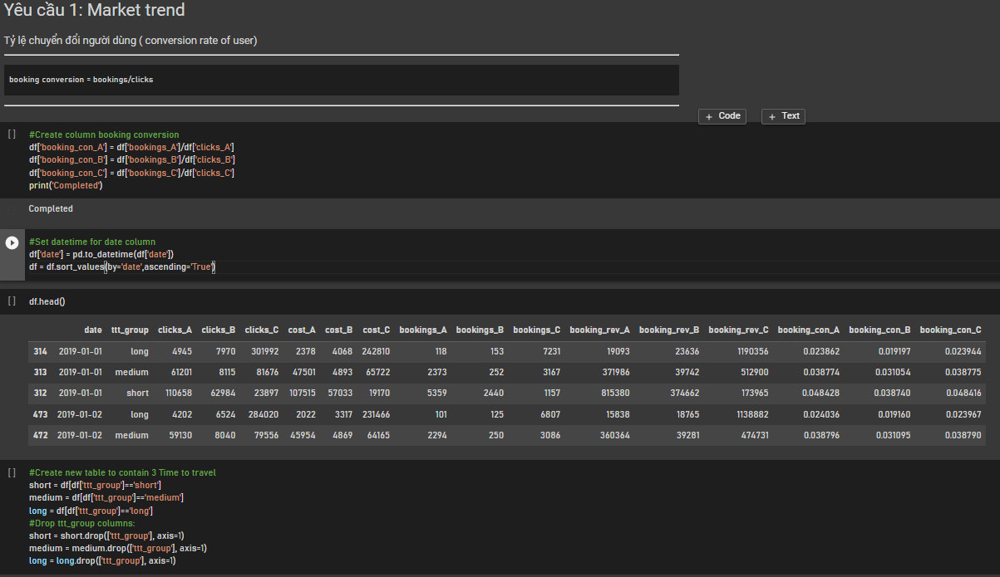 Yêu cầu 1: Market trend
Tỷ lệ chuyển đổi người dùng ( conversion rate of user)
booking conversion = bookings/clicks
+ Code + Text
[ ] #Create column booking conversion
df['booking_con_A'] = df['bookings_A']/df['clicks_A']
df['booking_con_B'] = df['bookings_B']/df['clicks_B']
df['booking_con_C'] = df['bookings_C']/df['clicks_C']
print('Completed')
Completed
#Set datetime for date column
df['date'] = pd.to_datetime(df['date'])
df = df.sort_values(by='date',ascending='True')
[ ] df.head()
date ttt_group clicks_A clicks_B clicks_C cost_A cost_B cost_C bookings_A bookings_B bookings_C booking_rev_A booking_rev_B booking_rev_C booking_con_A booking_con_B booking_con_C
314 2019-01-01 long 4945 7970 301992 2378 4068 242810 118 153 7231 19093 23636 1190356 0.023862 0.019197 0.023944
313 2019-01-01 medium 61201 8115 81676 47501 4893 65722 2373 252 3167 371986 39742 512900 0.038774 0.031054 0.038775
312 2019-01-01 short 110658 62984 23897 107515 57033 19170 5359 2440 1157 815380 374662 173965 0.048428 0.038740 0.048416
473 2019-01-02 long 4202 6524 284020 2022 3317 231466 101 125 6807 15838 18765 1138882 0.024036 0.019160 0.023967
472 2019-01-02 medium 59130 8040 79556 45954 4869 64165 2294 250 3086 360364 39281 474731 0.038796 0.031095 0.038790
[ ] #Create new table to contain 3 Time to travel
short = df[df['ttt_group']=='short']
medium = df[df['ttt_group']=='medium']
long = df[df['ttt_group']=='long']
#Drop ttt_group columns:
short = short.drop(['ttt_group'], axis=1)
medium = medium.drop(['ttt_group'], axis=1)
long = long.drop(['ttt_group'], axis=1)